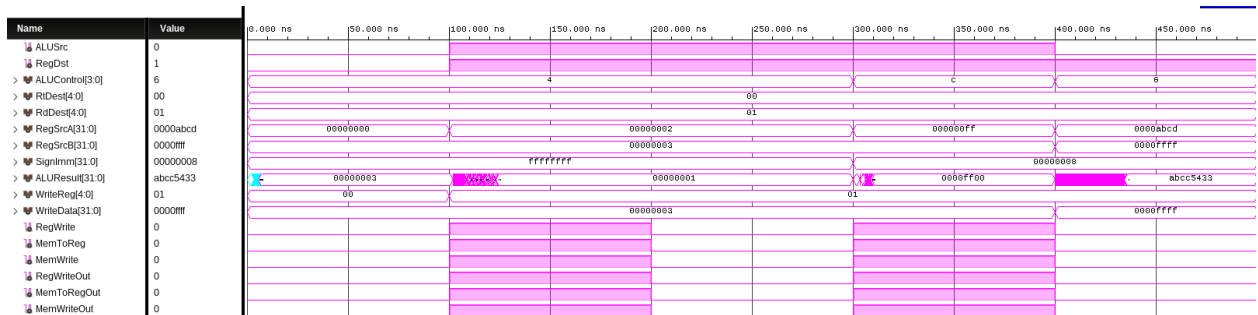 Name Value 0.000 ns 50.000 ns 100.000 ns 150.000 ns 200.000 ns 250.000 ns 300.000 ns 350.000 ns 400.000 ns 450.000 ns
ALUSrc 0
RegDst 1
ALUControl[3:0] 6 4 c 6
RtDest[4:0] 00 00
RdDest[4:0] 01 01
RegSrcA[31:0] 0000abcd 00000000 00000002 000000ff 0000abcd
RegSrcB[31:0] 0000ffff 00000003 0000ffff
SignImm[31:0] 00000008 ffffffff 00000008
ALUResult[31:0] abcc5433 00000003 00000001 0000ff00 abcc5433
WriteReg[4:0] 01 00 01
WriteData[31:0] 0000ffff 00000003 0000ffff
RegWrite 0
MemToReg 0
MemWrite 0
RegWriteOut 0
MemToRegOut 0
MemWriteOut 0